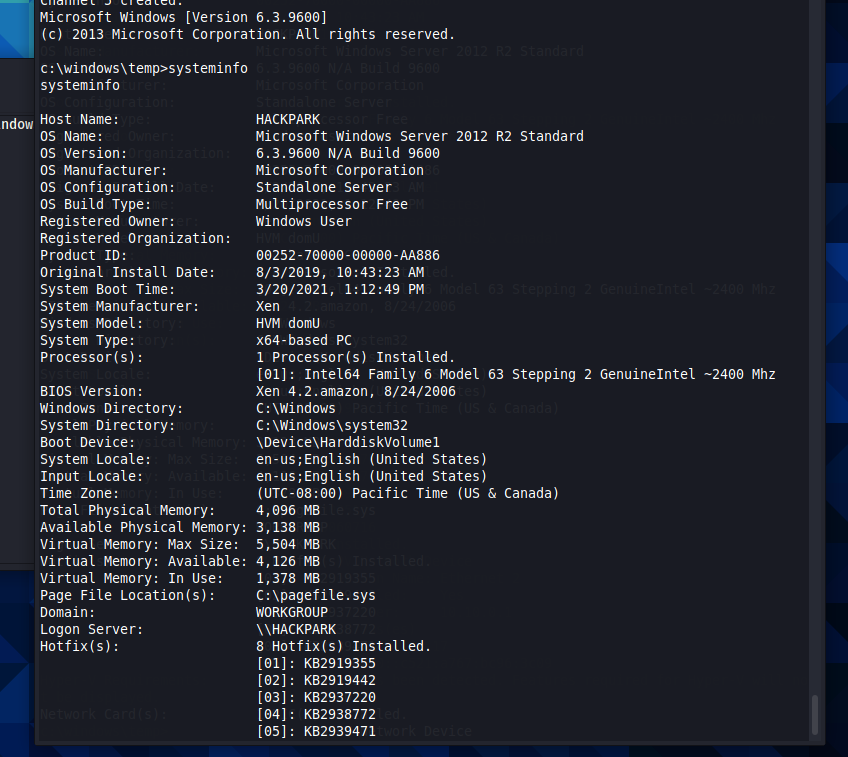 Channel 5 created.
Microsoft Windows [Version 6.3.9600]
(c) 2013 Microsoft Corporation. All rights reserved.
c:\windows\temp>systeminfo
systeminfo
ndow
Host Name: HACKPARK
OS Name: Microsoft Windows Server 2012 R2 Standard
OS Version: 6.3.9600 N/A Build 9600
OS Manufacturer: Microsoft Corporation
OS Configuration: Standalone Server
OS Build Type: Multiprocessor Free
Registered Owner: Windows User
Registered Organization:
Product ID: 00252-70000-00000-AA886
Original Install Date: 8/3/2019, 10:43:23 AM
System Boot Time: 3/20/2021, 1:12:49 PM
System Manufacturer: Xen
System Model: HVM domU
System Type: x64-based PC
Processor(s): 1 Processor(s) Installed.
[01]: Intel64 Family 6 Model 63 Stepping 2 GenuineIntel ~2400 Mhz
BIOS Version: Xen 4.2.amazon, 8/24/2006
Windows Directory: C:\Windows
System Directory: C:\Windows\system32
Boot Device: \Device\HarddiskVolume1
System Locale: en-us;English (United States)
Input Locale: en-us;English (United States)
Time Zone: (UTC-08:00) Pacific Time (US & Canada)
Total Physical Memory: 4,096 MB
Available Physical Memory: 3,138 MB
Virtual Memory: Max Size: 5,504 MB
Virtual Memory: Available: 4,126 MB
Virtual Memory: In Use: 1,378 MB
Page File Location(s): C:\pagefile.sys
Domain: WORKGROUP
Logon Server: \\HACKPARK
Hotfix(s): 8 Hotfix(s) Installed.
[01]: KB2919355
[02]: KB2919442
[03]: KB2937220
[04]: KB2938772
[05]: KB2939471